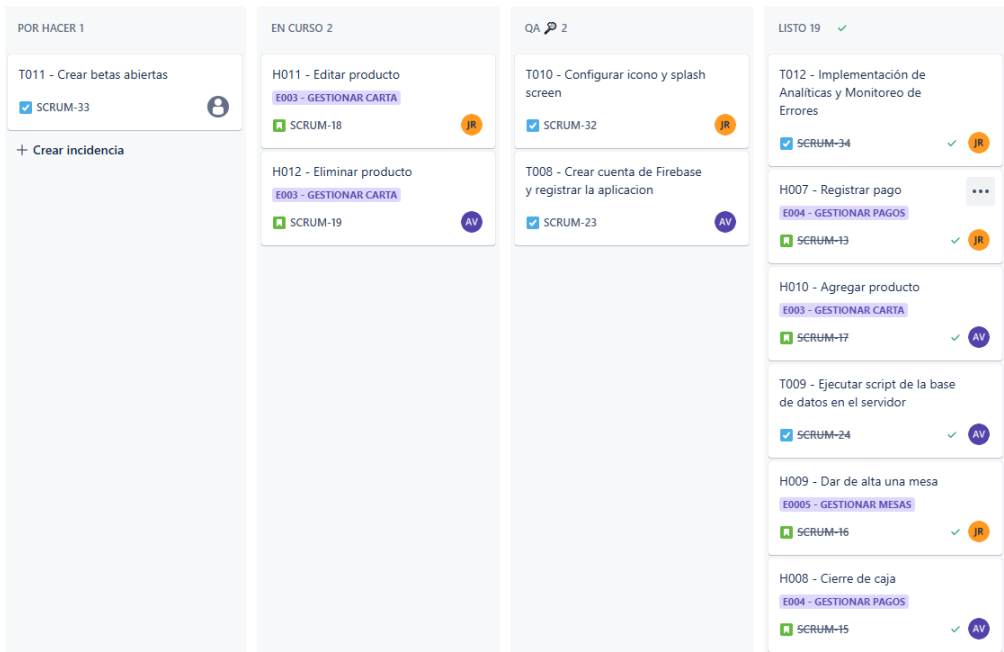 POR HACER 1
T011 - Crear betas abiertas
SCRUM-33
+ Crear incidencia
EN CURSO 2
H011 - Editar producto
E003 - GESTIONAR CARTA
SCRUM-18
JR
H012 - Eliminar producto
E003 - GESTIONAR CARTA
SCRUM-19
AV
QA 🔎 2
T010 - Configurar icono y splash
screen
SCRUM-32
JR
T008 - Crear cuenta de Firebase
y registrar la aplicacion
SCRUM-23
AV
LISTO 19
T012 - Implementación de
Analíticas y Monitoreo de
Errores
SCRUM-34
JR
H007 - Registrar pago
E004 - GESTIONAR PAGOS
SCRUM-13
JR
H010 - Agregar producto
E003 - GESTIONAR CARTA
SCRUM-17
AV
T009 - Ejecutar script de la base
de datos en el servidor
SCRUM-24
AV
H009 - Dar de alta una mesa
E0005 - GESTIONAR MESAS
SCRUM-16
JR
H008 - Cierre de caja
E004 - GESTIONAR PAGOS
SCRUM-15
AV